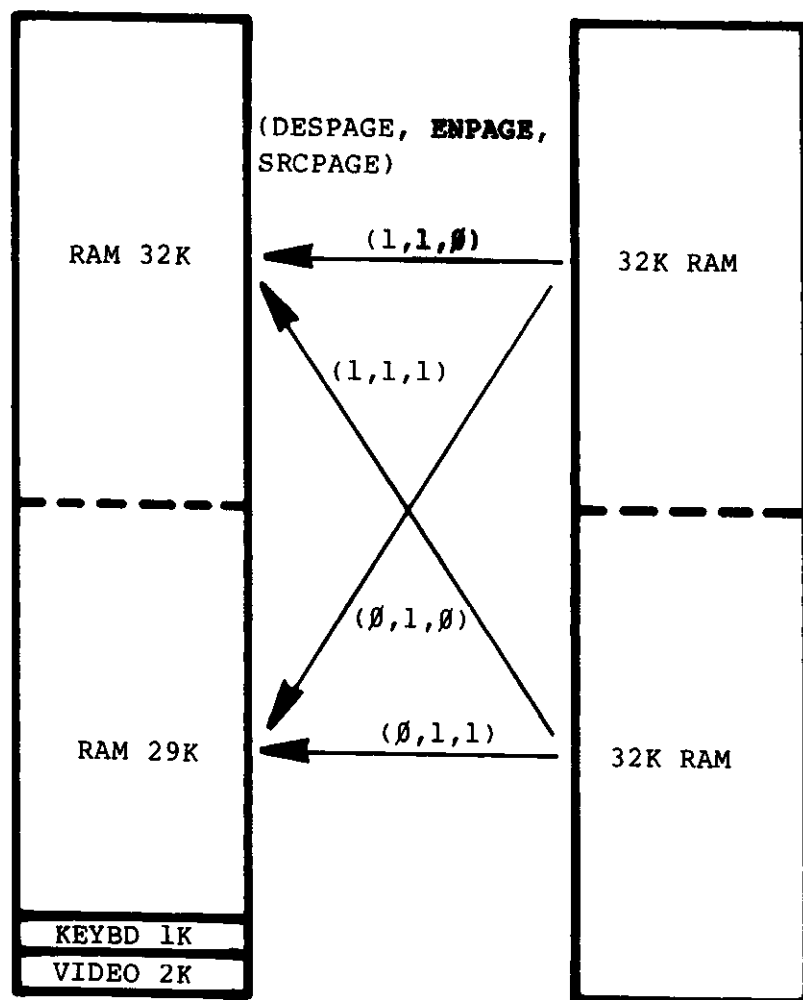 (DESPAGE, ENPAGE,
SRCPAGE)
(1,1,Ø)
RAM 32K
32K RAM
(1,1,1)
(Ø,1,Ø)
(Ø,1,1)
RAM 29K
32K RAM
KEYBD 1K
VIDEO 2K